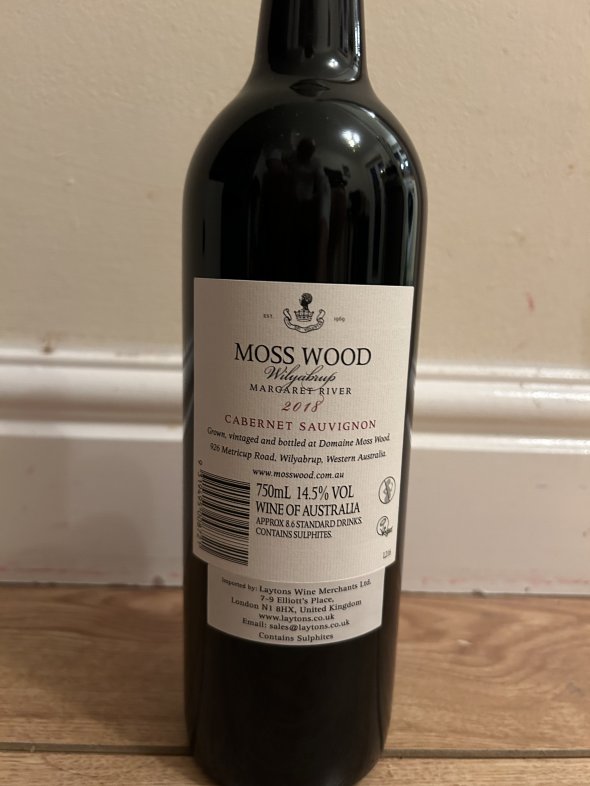 EST. 1969
MOSS WOOD
Wilyabrup
MARGARET RIVER
2018
CABERNET SAUVIGNON
Grown, vintaged and bottled at Domaine Moss Wood.
926 Metricup Road, Wilyabrup, Western Australia.
www.mosswood.com.au
750mL 14.5% VOL
WINE OF AUSTRALIA
APPROX 8.6 STANDARD DRINKS.
CONTAINS SULPHITES.
Imported by: Laytons Wine Merchants Ltd.
7-9 Elliott's Place,
London N1 8HX, United Kingdom
www.laytons.co.uk
Email: sales@laytons.co.uk
Contains Sulphites